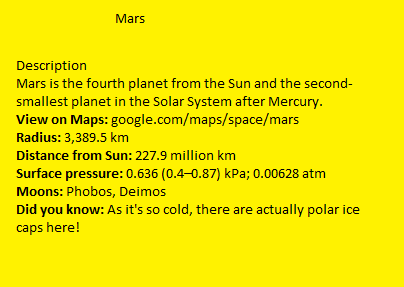 Mars
Description
Mars is the fourth planet from the Sun and the second-
smallest planet in the Solar System after Mercury.
View on Maps: google.com/maps/space/mars
Radius: 3,389.5 km
Distance from Sun: 227.9 million km
Surface pressure: 0.636 (0.4–0.87) kPa; 0.00628 atm
Moons: Phobos, Deimos
Did you know: As it's so cold, there are actually polar ice
caps here!